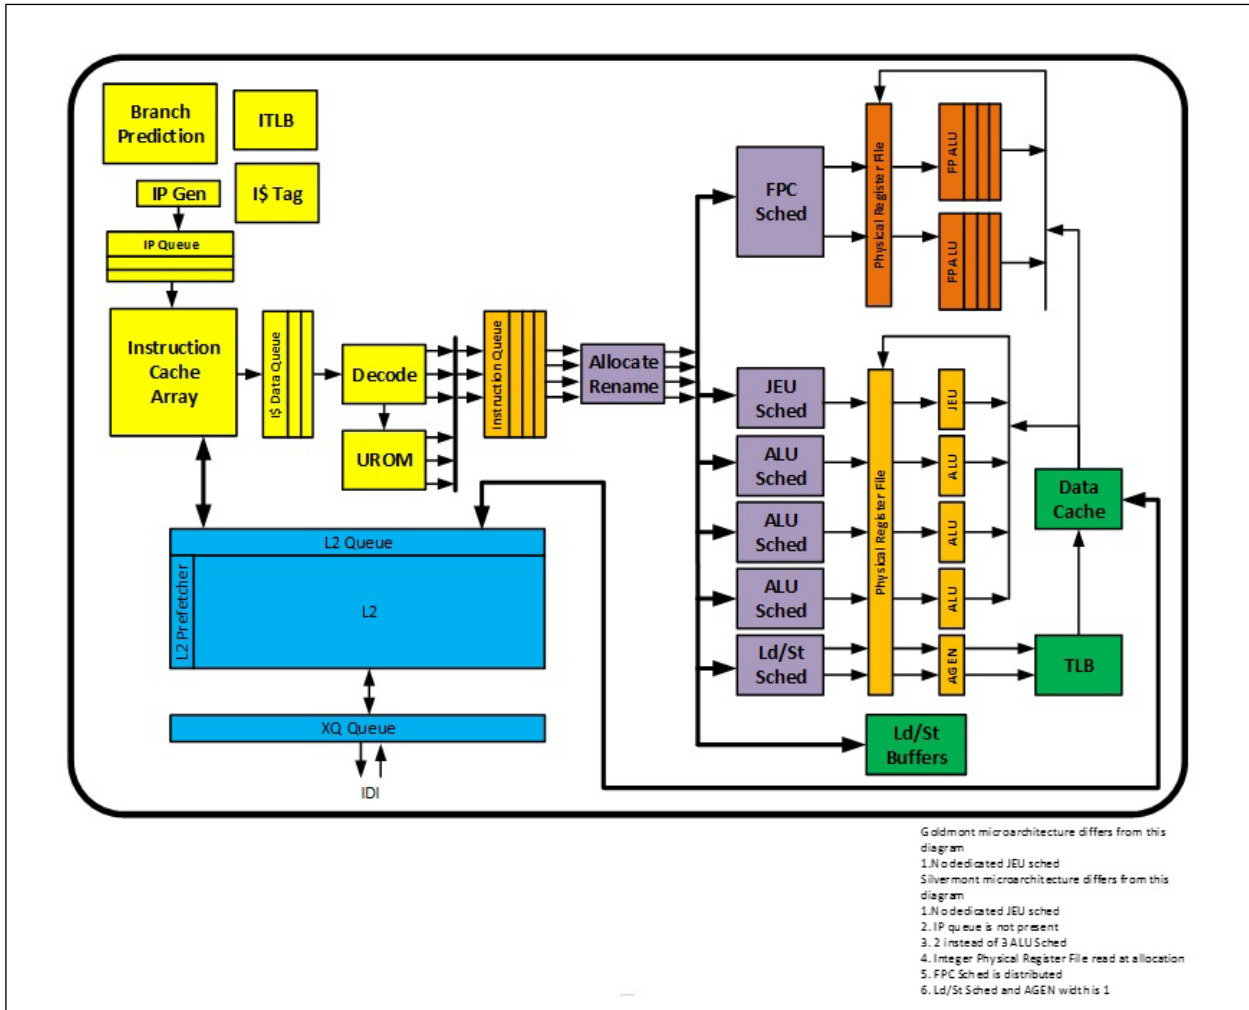 Branch
Prediction
ITLB
IP Gen
I$ Tag
IP Queue
Instruction
Cache
Array
I$ Data Queue
Decode
UROM
Instruction Queue
Allocate
Rename
L2 Queue
L2 Prefetcher
L2
XQ Queue
IDI
FPC
Sched
Physical Register File
FP ALU
FP ALU
JEU
Sched
ALU
Sched
ALU
Sched
ALU
Sched
Ld/St
Sched
Physical Register File
JEU
ALU
ALU
ALU
AGEN
Data
Cache
TLB
Ld/St
Buffers
Goldmont microarchitecture differs from this
diagram
1.No dedicated JEU sched
Silvermont microarchitecture differs from this
diagram
1.No dedicated JEU sched
2. IP queue is not present
3. 2 instead of 3 ALU Sched
4. Integer Physical Register File read at allocation
5. FPC Sched is distributed
6. Ld/St Sched and AGEN width is 1